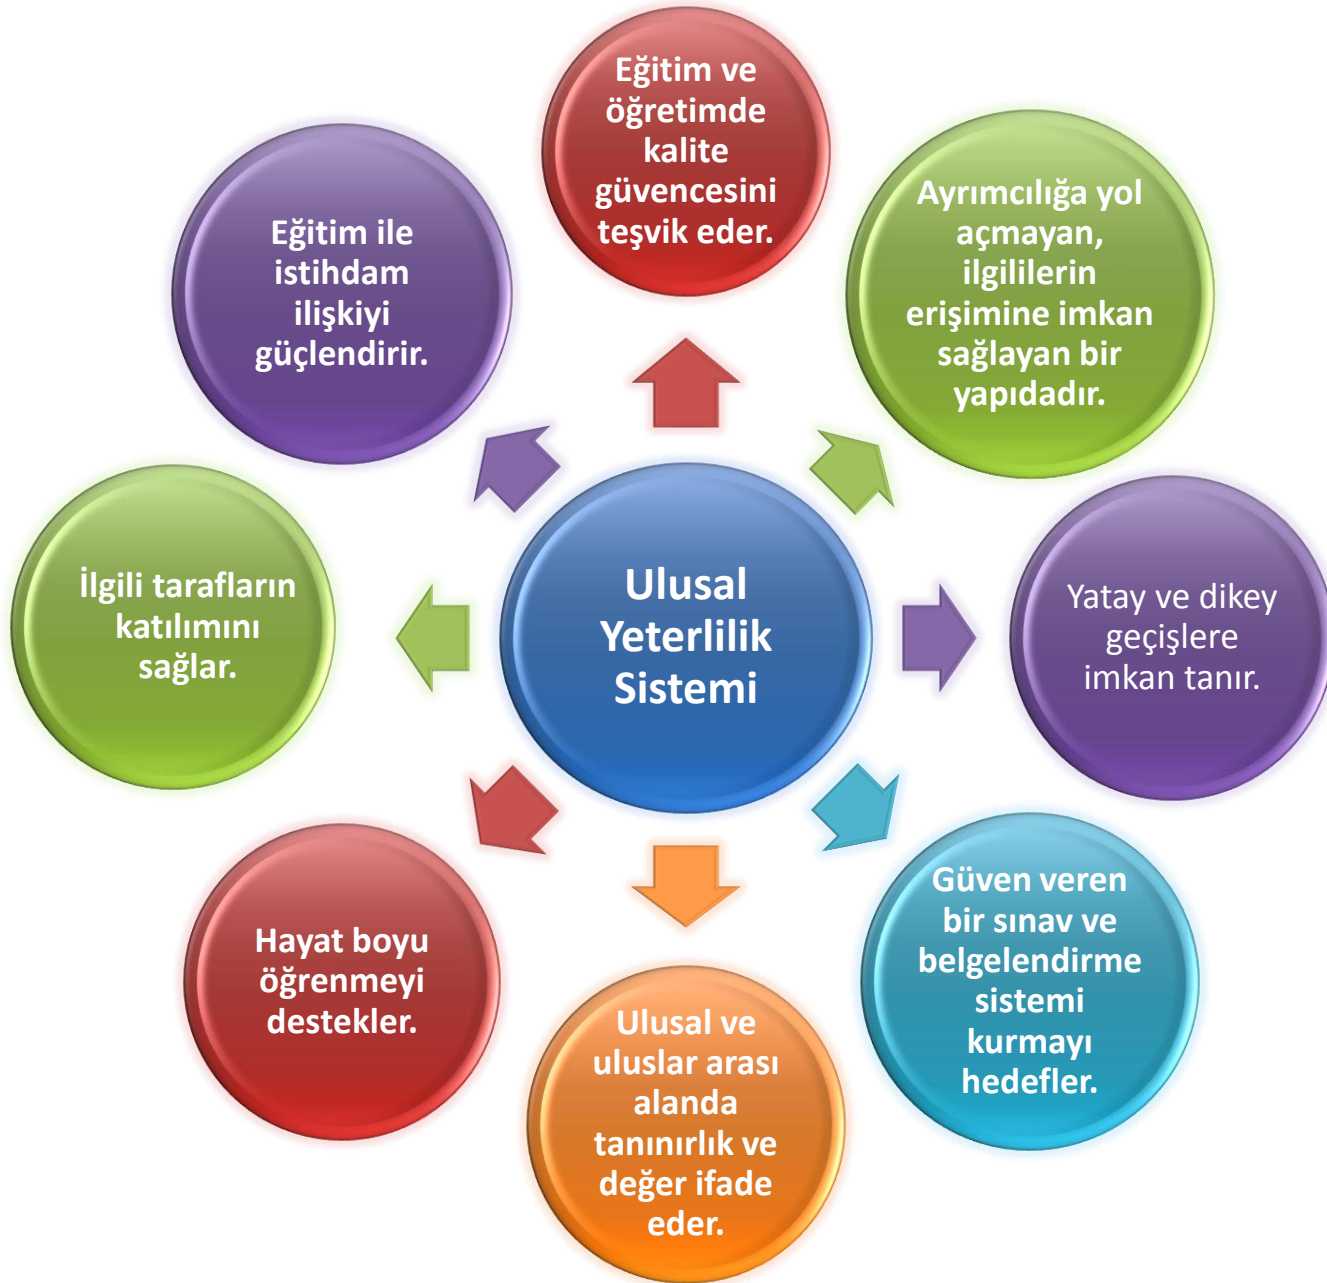 Eğitim ve
öğretimde
kalite
güvencesini
teşvik eder.
Ayrımcılığa yol
açmayan,
ilgililerin
erişimine imkan
sağlayan bir
yapıdadır.
Yatay ve dikey
geçişlere
imkan tanır.
Güven veren
bir sınav ve
belgelendirme
sistemi
kurmayı
hedefler.
Ulusal ve
uluslar arası
alanda
tanınırlık ve
değer ifade
eder.
Hayat boyu
öğrenmeyi
destekler.
İlgili tarafların
katılımını
sağlar.
Eğitim ile
istihdam
ilişkiyi
güçlendirir.
Ulusal
Yeterlilik
Sistemi